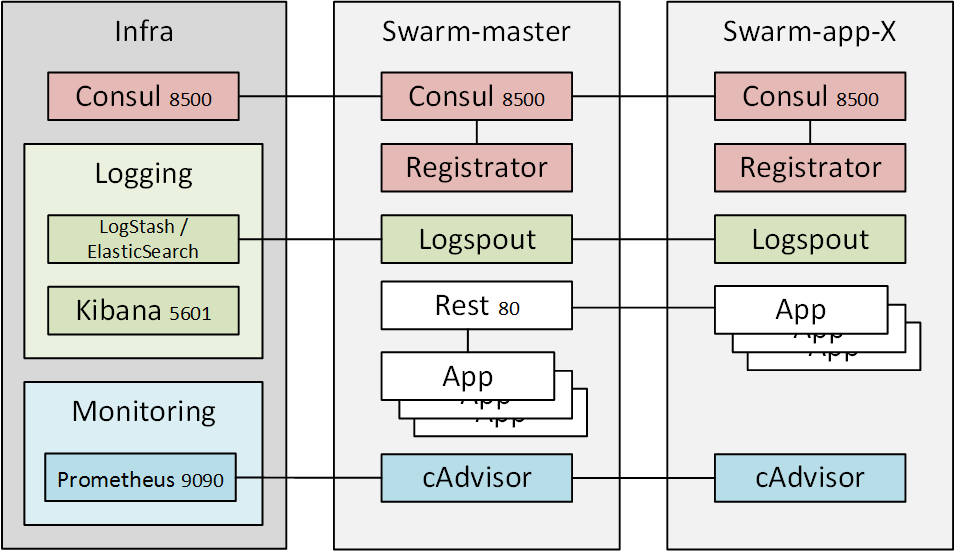 Infra
Consul 8500
Logging
LogStash /
ElasticSearch
Kibana 5601
Monitoring
Prometheus 9090
Swarm-master
Consul 8500
Registrator
Logspout
Rest 80
App
App
App
cAdvisor
Swarm-app-X
Consul 8500
Registrator
Logspout
App
App
App
cAdvisor